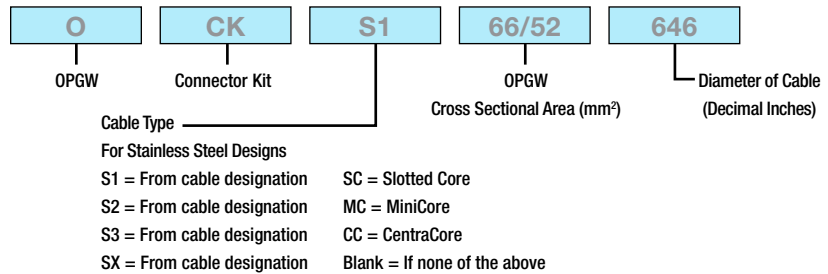 O CK S1 66/52 646
OPGW Connector Kit OPGW Diameter of Cable
Cross Sectional Area (mm²) (Decimal Inches)
Cable Type
For Stainless Steel Designs
S1 = From cable designation SC = Slotted Core
S2 = From cable designation MC = MiniCore
S3 = From cable designation CC = CentraCore
SX = From cable designation Blank = If none of the above